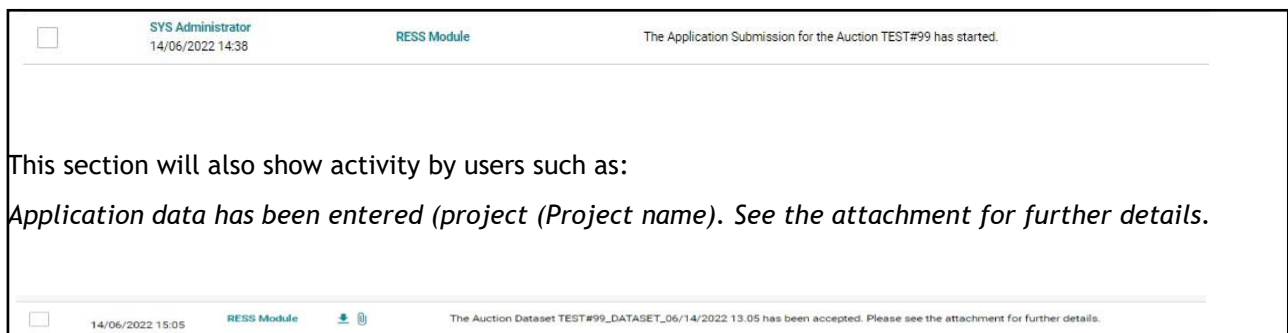 SYS Administrator
14/06/2022 14:38 RESS Module The Application Submission for the Auction TEST#99 has started.
This section will also show activity by users such as:
Application data has been entered (project (Project name). See the attachment for further details.
14/06/2022 15:05 RESS Module The Auction Dataset TEST#99_DATASET_06/14/2022 13.05 has been accepted. Please see the attachment for further details.